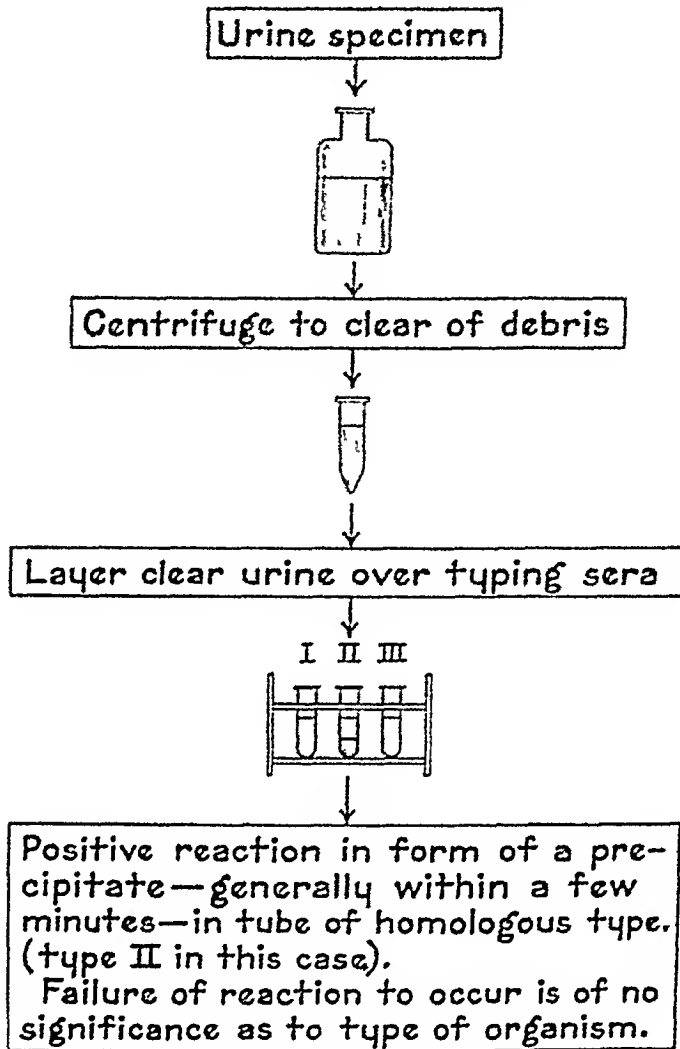 Urine specimen
Centrifuge to clear of debris
Layer clear urine over typing sera
I II III
Positive reaction in form of a pre-
cipitate—generally within a few
minutes—in tube of homologous type.
(type II in this case).
Failure of reaction to occur is of no
significance as to type of organism.